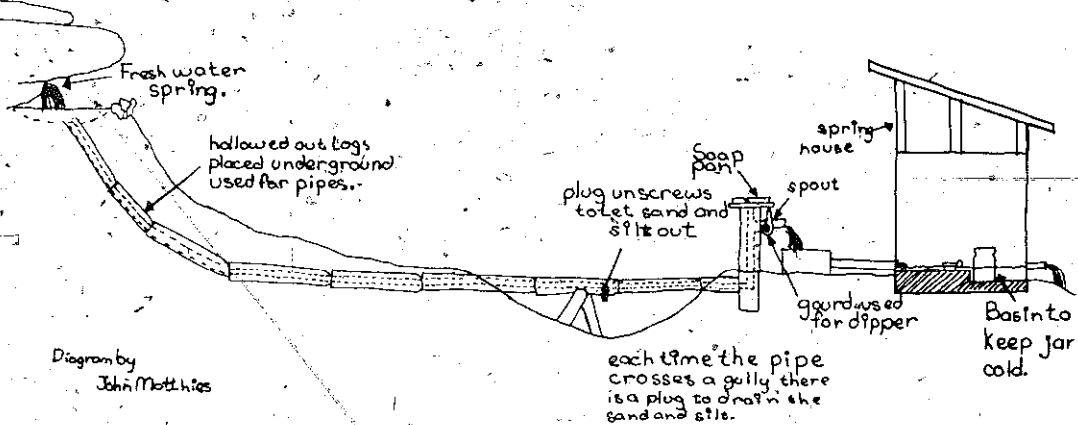 Fresh water
spring.
hollowed out logs
placed underground
used for pipes.
plug unscrews
to let sand and
silt out
Soap
pan
spout
spring
house
gourd used
for dipper
Basin to
keep jar
cold.
each time the pipe
crosses a gully there
is a plug to drain the
sand and silt.
Diagram by
John Matthies